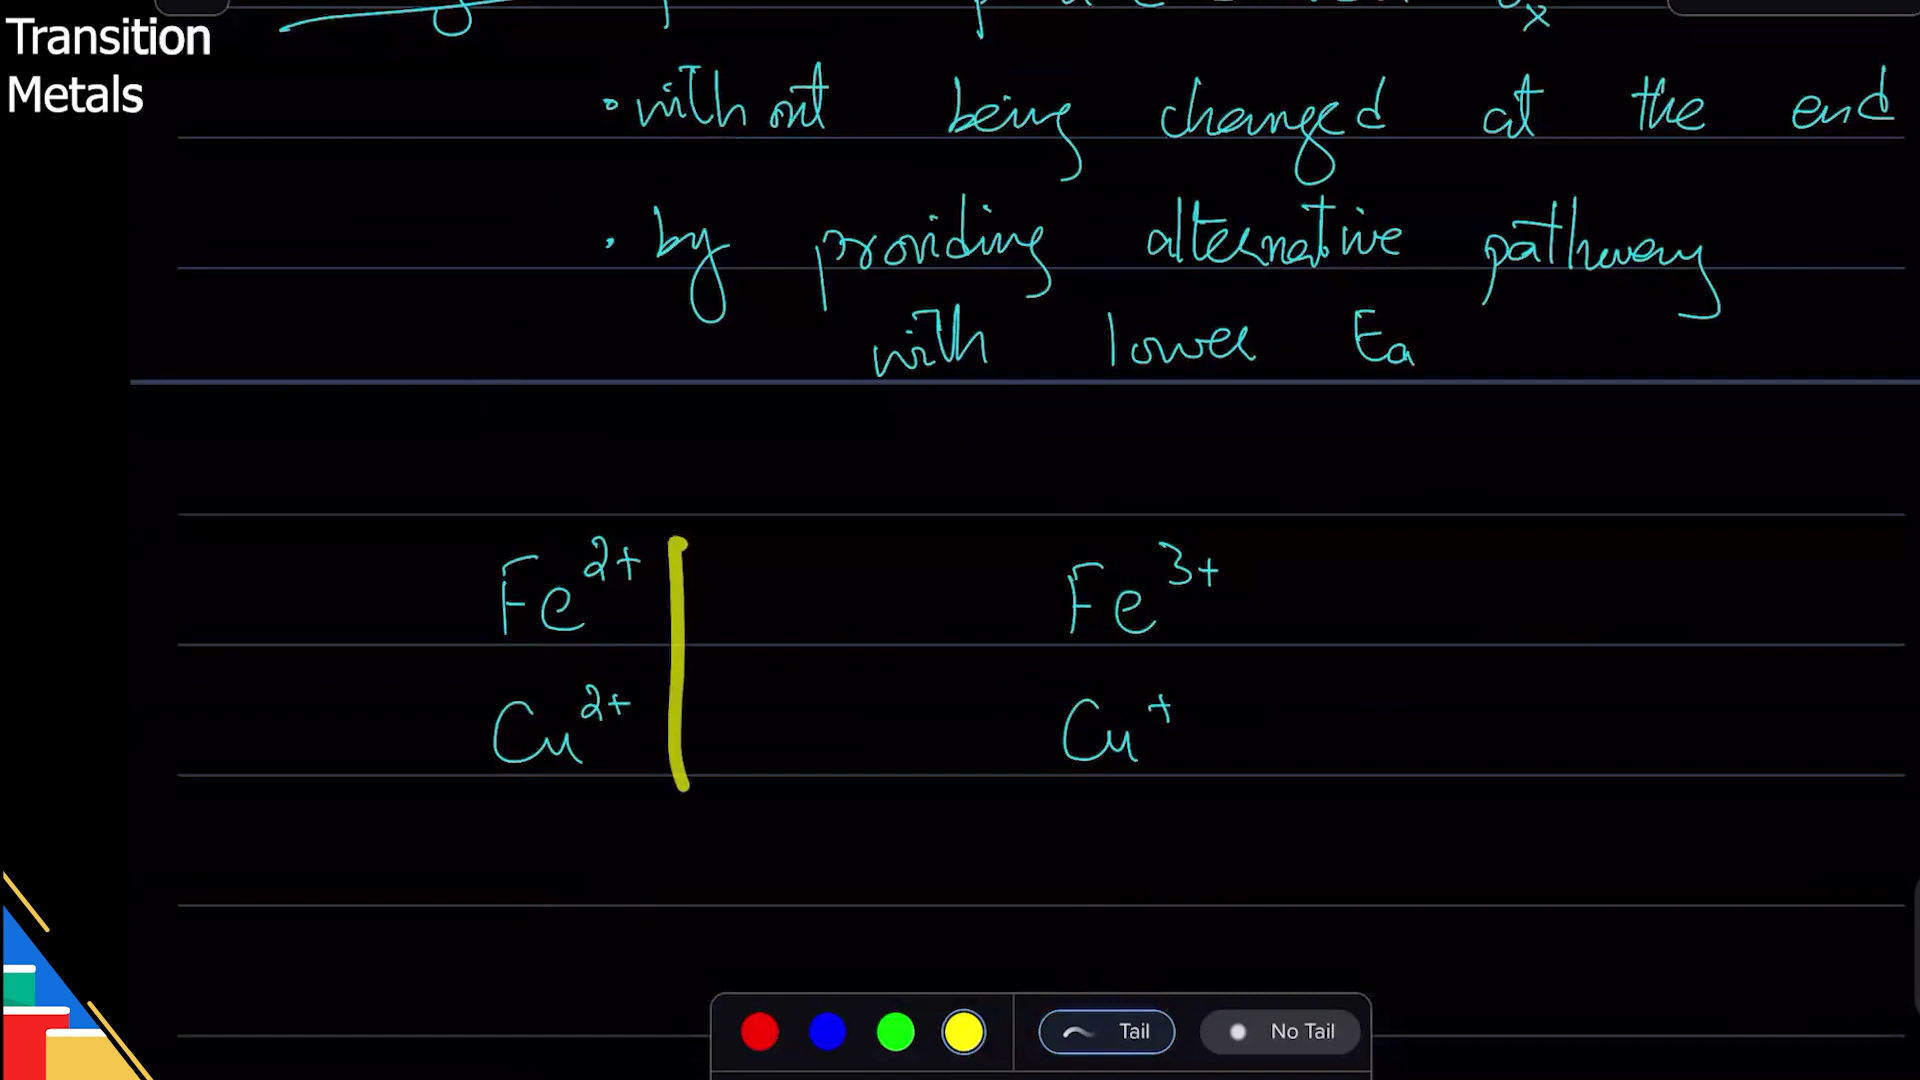 Transition
Metals
• without being changed at the end
• by providing alternative pathway
with lower Ea
Fe²⁺ Fe³⁺
Cu²⁺ Cu⁺
Tail No Tail